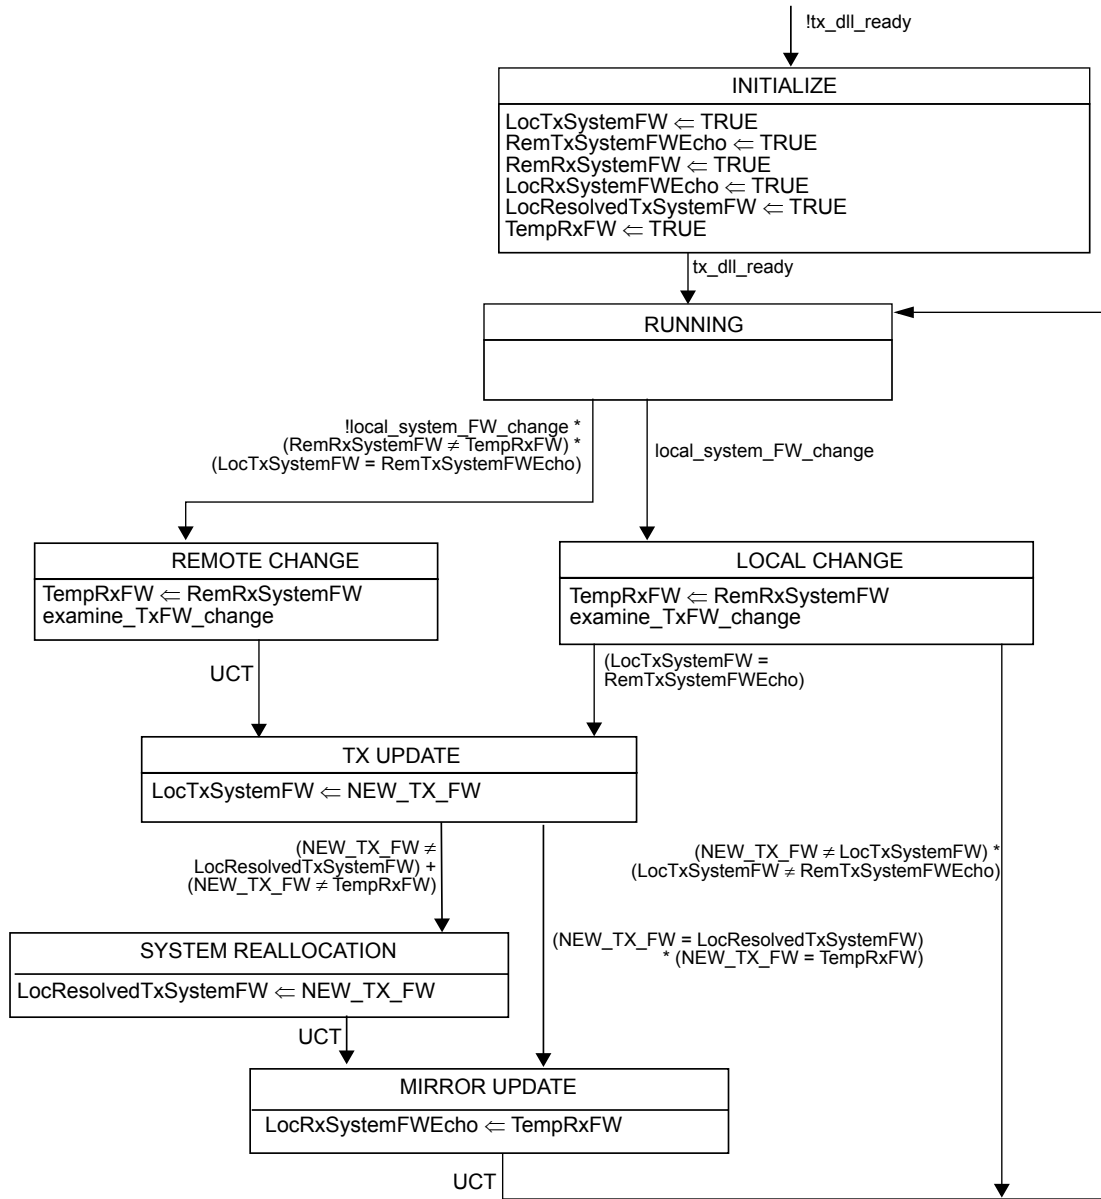 !tx_dll_ready
INITIALIZE
LocTxSystemFW ⇐ TRUE
RemTxSystemFWEcho ⇐ TRUE
RemRxSystemFW ⇐ TRUE
LocRxSystemFWEcho ⇐ TRUE
LocResolvedTxSystemFW ⇐ TRUE
TempRxFW ⇐ TRUE
tx_dll_ready
RUNNING
!local_system_FW_change *
(RemRxSystemFW ≠ TempRxFW) *
(LocTxSystemFW = RemTxSystemFWEcho)
local_system_FW_change
REMOTE CHANGE
TempRxFW ⇐ RemRxSystemFW
examine_TxFW_change
LOCAL CHANGE
TempRxFW ⇐ RemRxSystemFW
examine_TxFW_change
UCT
(LocTxSystemFW =
RemTxSystemFWEcho)
TX UPDATE
LocTxSystemFW ⇐ NEW_TX_FW
(NEW_TX_FW ≠
LocResolvedTxSystemFW) +
(NEW_TX_FW ≠ TempRxFW)
(NEW_TX_FW ≠ LocTxSystemFW) *
(LocTxSystemFW ≠ RemTxSystemFWEcho)
SYSTEM REALLOCATION
LocResolvedTxSystemFW ⇐ NEW_TX_FW
(NEW_TX_FW = LocResolvedTxSystemFW)
* (NEW_TX_FW = TempRxFW)
UCT
MIRROR UPDATE
LocRxSystemFWEcho ⇐ TempRxFW
UCT